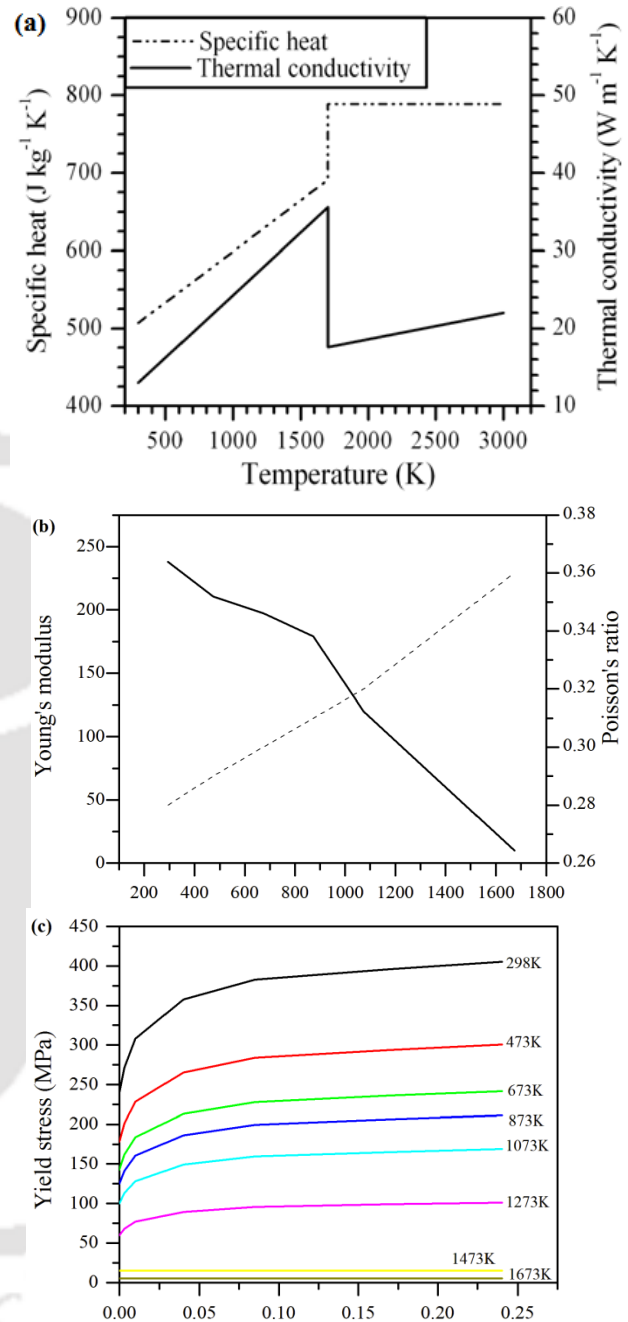 (a)
900
800
700
600
500
400
Specific heat (J kg⁻¹ K⁻¹)
Specific heat
Thermal conductivity
60
50
40
30
20
10
Thermal conductivity (W m⁻¹ K⁻¹)
500 1000 1500 2000 2500 3000
Temperature (K)
(b)
250
200
150
100
50
0
Young's modulus
0.38
0.36
0.34
0.32
0.30
0.28
0.26
Poisson's ratio
200 400 600 800 1000 1200 1400 1600 1800
(c)
450
400
350
300
250
200
150
100
50
0
Yield stress (MPa)
298K
473K
673K
873K
1073K
1273K
1473K
1673K
0.00 0.05 0.10 0.15 0.20 0.25